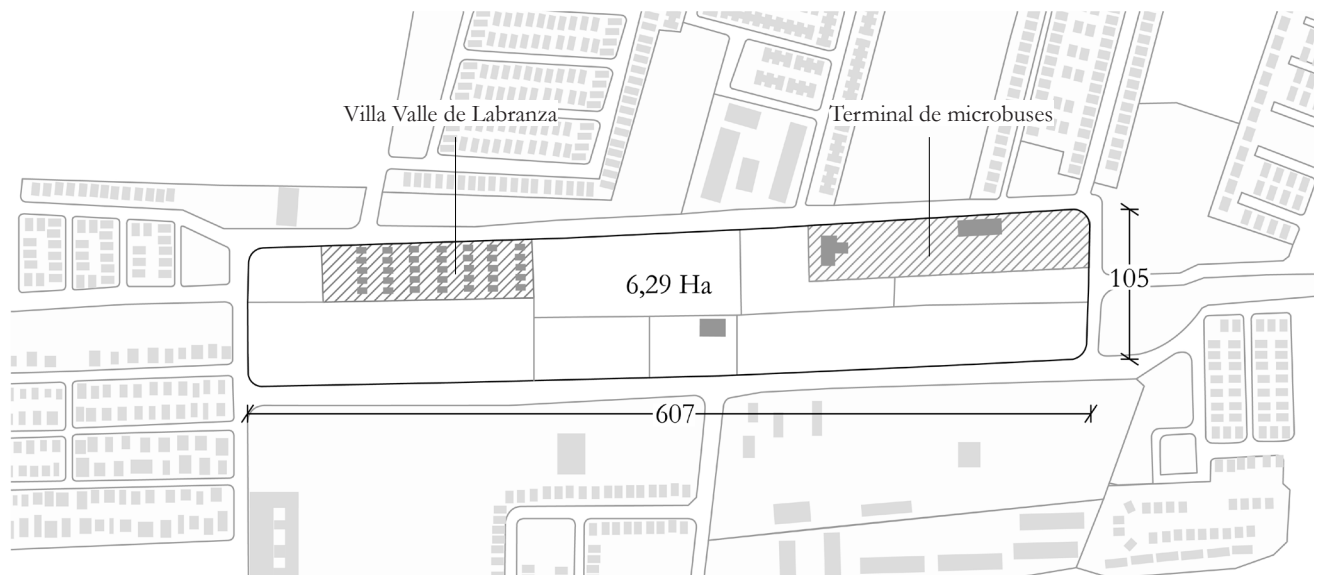 Villa Valle de Labranza
Terminal de microbuses
6,29 Ha
105
607